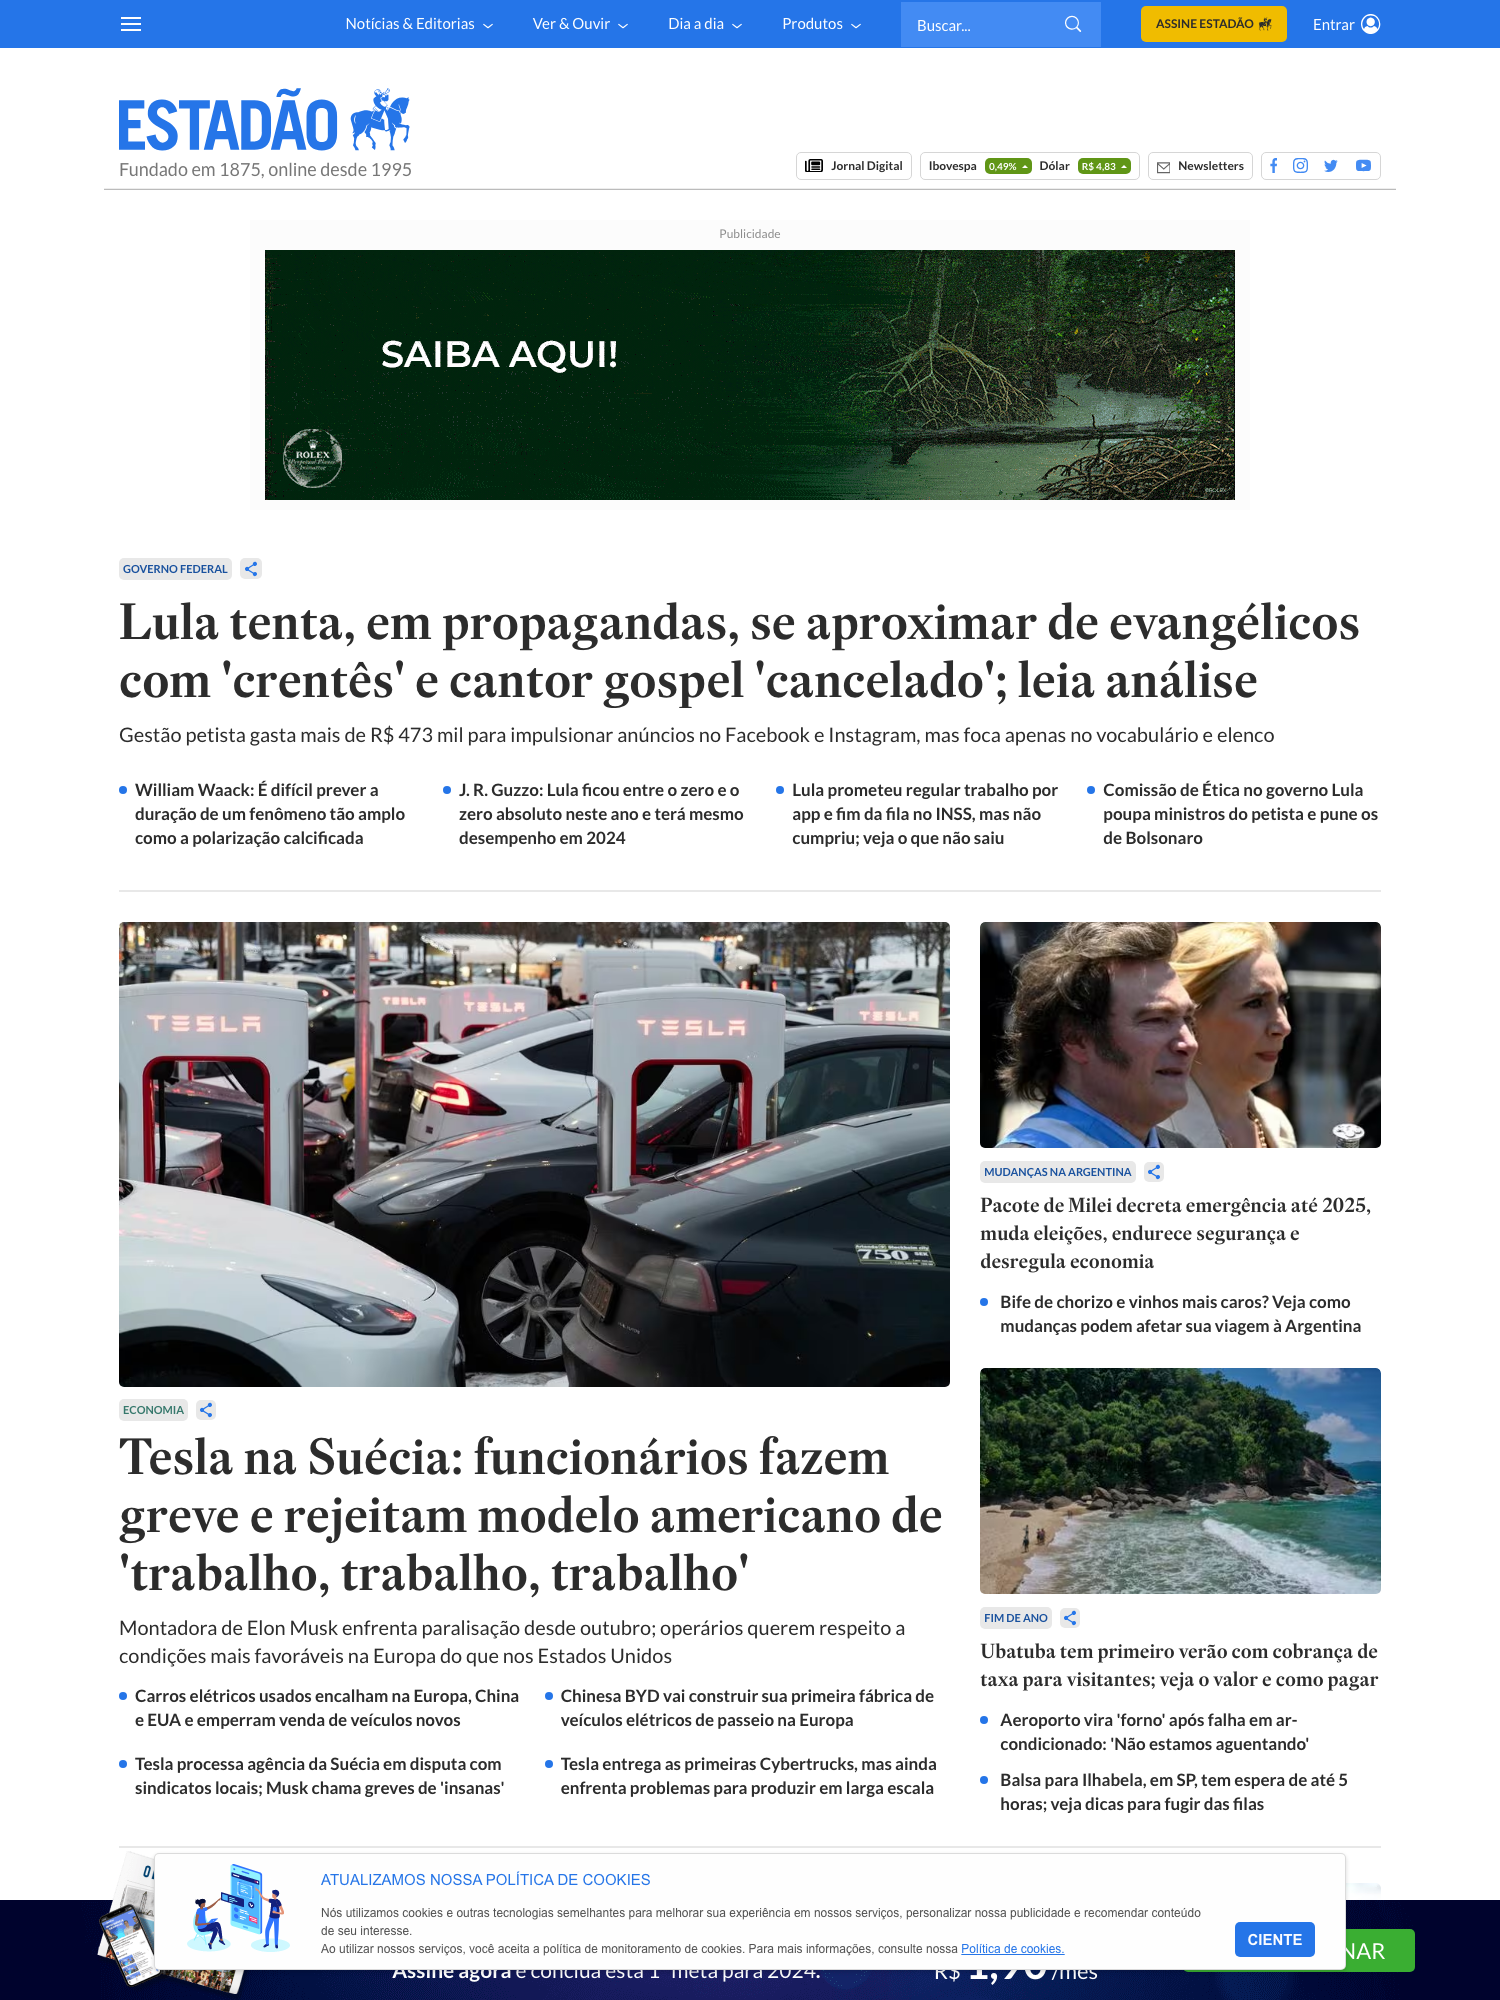 Notícias & Editorias
Ver & Ouvir
Dia a dia
Produtos
Buscar...
ASSINE ESTADÃO
Entrar
ESTADÃO
Fundado em 1875, online desde 1995
Jornal Digital
Ibovespa 0,49% Dólar R$ 4,83
Newsletters
Publicidade
SAIBA AQUI!
ROLEX
Perpetual Planet
Initiative
©ROLEX
GOVERNO FEDERAL
Lula tenta, em propagandas, se aproximar de evangélicos
com 'crentês' e cantor gospel 'cancelado'; leia análise
Gestão petista gasta mais de R$ 473 mil para impulsionar anúncios no Facebook e Instagram, mas foca apenas no vocabulário e elenco
William Waack: É difícil prever a
duração de um fenômeno tão amplo
como a polarização calcificada
J. R. Guzzo: Lula ficou entre o zero e o
zero absoluto neste ano e terá mesmo
desempenho em 2024
Lula prometeu regular trabalho por
app e fim da fila no INSS, mas não
cumpriu; veja o que não saiu
Comissão de Ética no governo Lula
poupa ministros do petista e pune os
de Bolsonaro
TESLA
TESLA
TESLA
TESLA
TESLA
750
ECONOMIA
Tesla na Suécia: funcionários fazem
greve e rejeitam modelo americano de
'trabalho, trabalho, trabalho'
Montadora de Elon Musk enfrenta paralisação desde outubro; operários querem respeito a
condições mais favoráveis na Europa do que nos Estados Unidos
Carros elétricos usados encalham na Europa, China
e EUA e emperram venda de veículos novos
Chinesa BYD vai construir sua primeira fábrica de
veículos elétricos de passeio na Europa
Tesla processa agência da Suécia em disputa com
sindicatos locais; Musk chama greves de 'insanas'
Tesla entrega as primeiras Cybertrucks, mas ainda
enfrenta problemas para produzir em larga escala
MUDANÇAS NA ARGENTINA
Pacote de Milei decreta emergência até 2025,
muda eleições, endurece segurança e
desregula economia
Bife de chorizo e vinhos mais caros? Veja como
mudanças podem afetar sua viagem à Argentina
FIM DE ANO
Ubatuba tem primeiro verão com cobrança de
taxa para visitantes; veja o valor e como pagar
Aeroporto vira 'forno' após falha em ar-
condicionado: 'Não estamos aguentando'
Balsa para Ilhabela, em SP, tem espera de até 5
horas; veja dicas para fugir das filas
ATUALIZAMOS NOSSA POLÍTICA DE COOKIES
Nós utilizamos cookies e outras tecnologias semelhantes para melhorar sua experiência em nossos serviços, personalizar nossa publicidade e recomendar conteúdo
de seu interesse.
Ao utilizar nossos serviços, você aceita a política de monitoramento de cookies. Para mais informações, consulte nossa Política de cookies.
CIENTE
Assine agora e conclua esta 1ª meta para 2024.
R$ 1,90 /mês
NAR